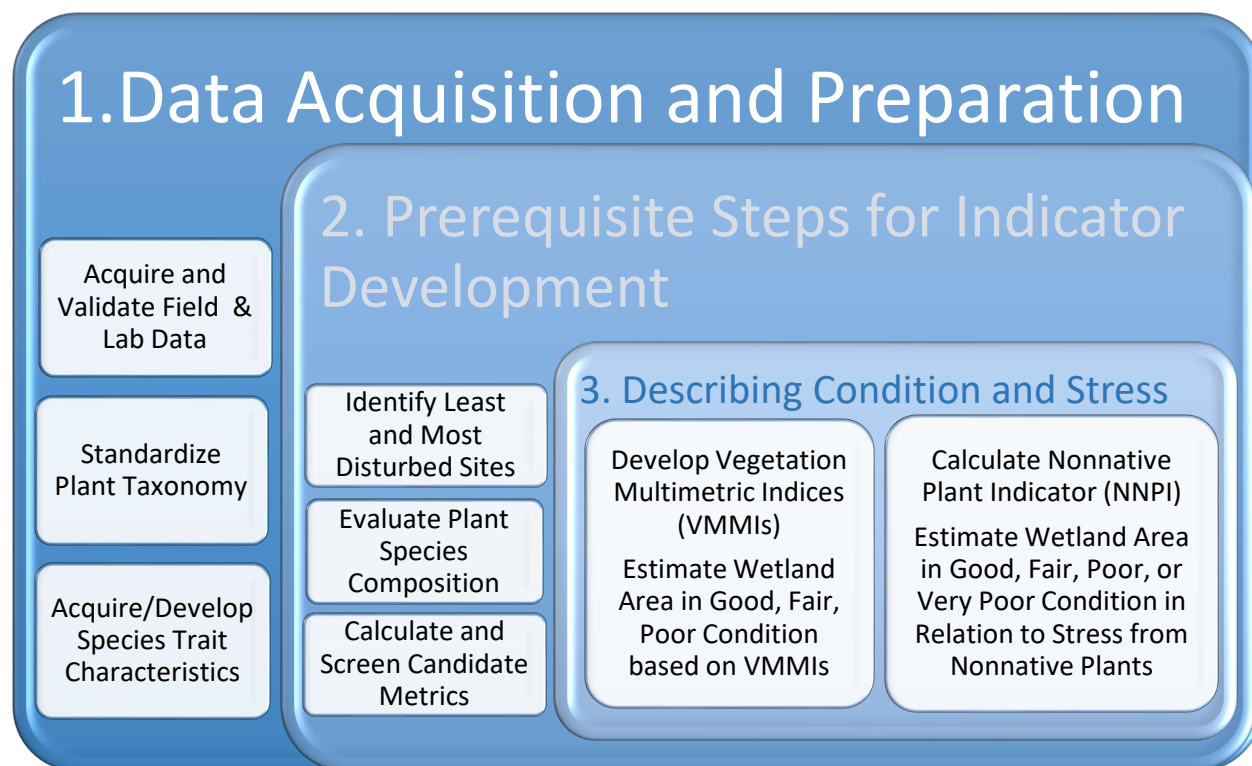 1.Data Acquisition and Preparation
2. Prerequisite Steps for Indicator
Development
Acquire and
Validate Field & 
Lab Data
Standardize
Plant Taxonomy
Acquire/Develop
Species Trait
Characteristics
Identify Least
and Most
Disturbed Sites
Evaluate Plant
Species
Composition
Calculate and
Screen Candidate
Metrics
3. Describing Condition and Stress
Develop Vegetation
Multimetric Indices
(VMMIs)
Estimate Wetland
Area in Good, Fair,
Poor Condition
based on VMMIs
Calculate Nonnative
Plant Indicator (NNPI)
Estimate Wetland Area
in Good, Fair, Poor, or
Very Poor Condition in
Relation to Stress from
Nonnative Plants